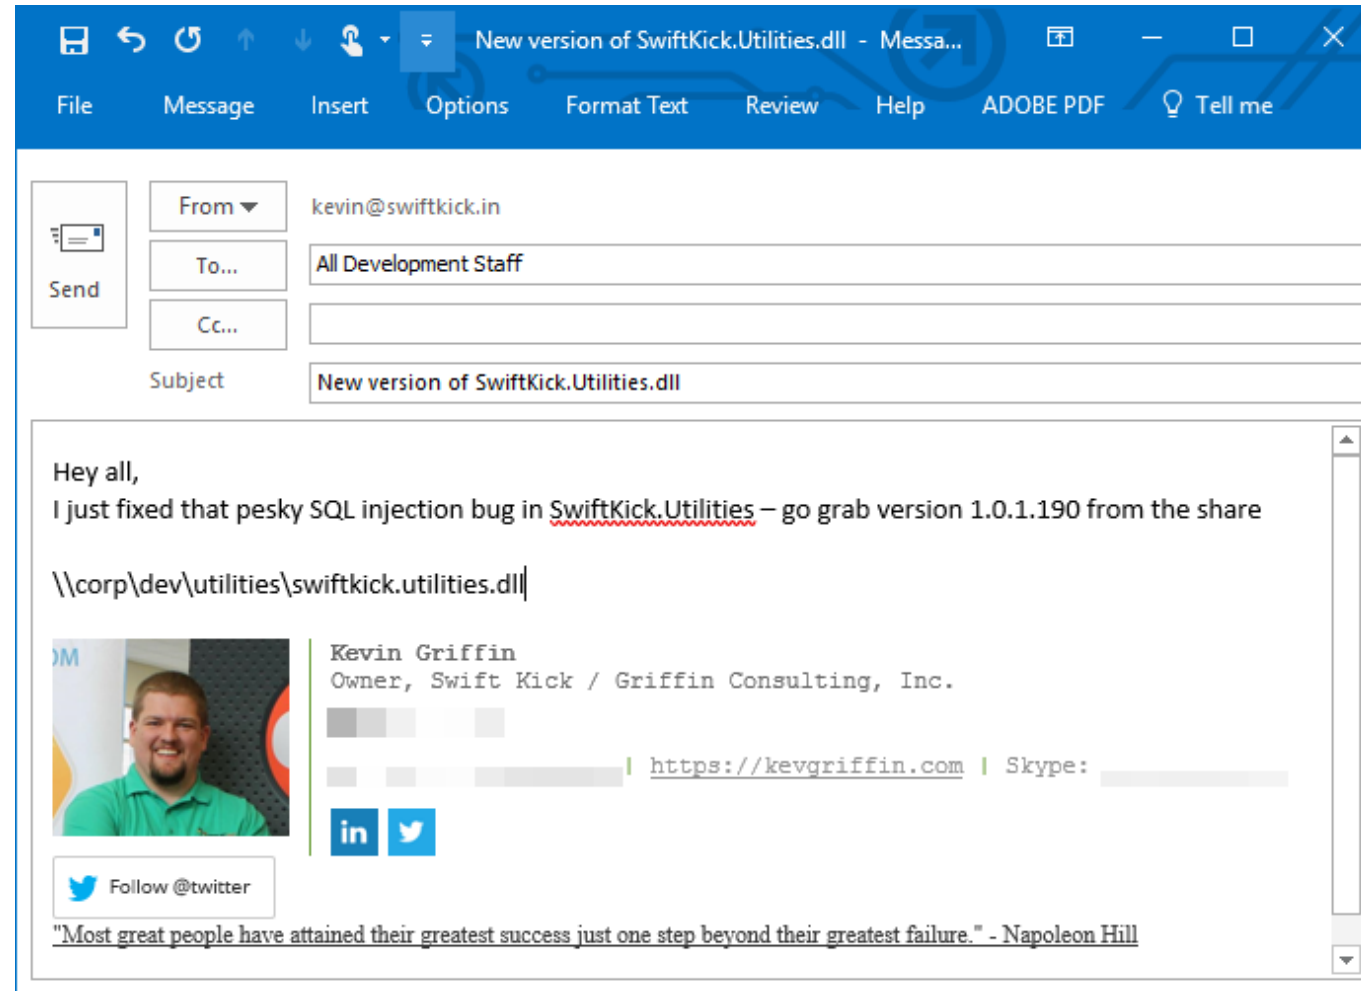 New version of SwiftKick.Utilities.dll - Messa...
File Message Insert Options Format Text Review Help ADOBE PDF Tell me
From
kevin@swiftkick.in
To...
All Development Staff
Send
Cc...
Subject
New version of SwiftKick.Utilities.dll
Hey all,
I just fixed that pesky SQL injection bug in SwiftKick.Utilities – go grab version 1.0.1.190 from the share
\\corp\dev\utilities\swiftkick.utilities.dll
OM
Kevin Griffin
Owner, Swift Kick / Griffin Consulting, Inc.
| https://kevgriffin.com | Skype:
in
Follow @twitter
"Most great people have attained their greatest success just one step beyond their greatest failure." - Napoleon Hill